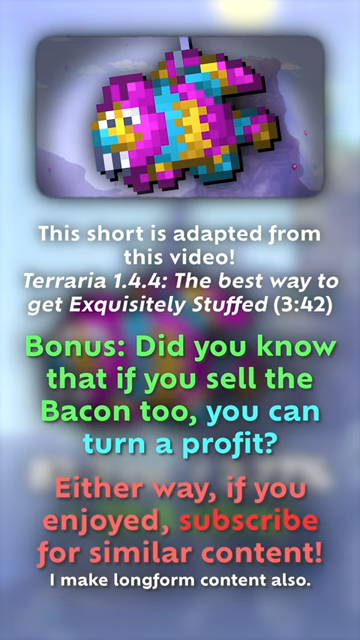 This short is adapted from
this video!
Terraria 1.4.4: The best way to
get Exquisitely Stuffed (3:42)
Bonus: Did you know
that if you sell the
Bacon too, you can
turn a profit?
Either way, if you
enjoyed, subscribe
for similar content!
I make longform content also.